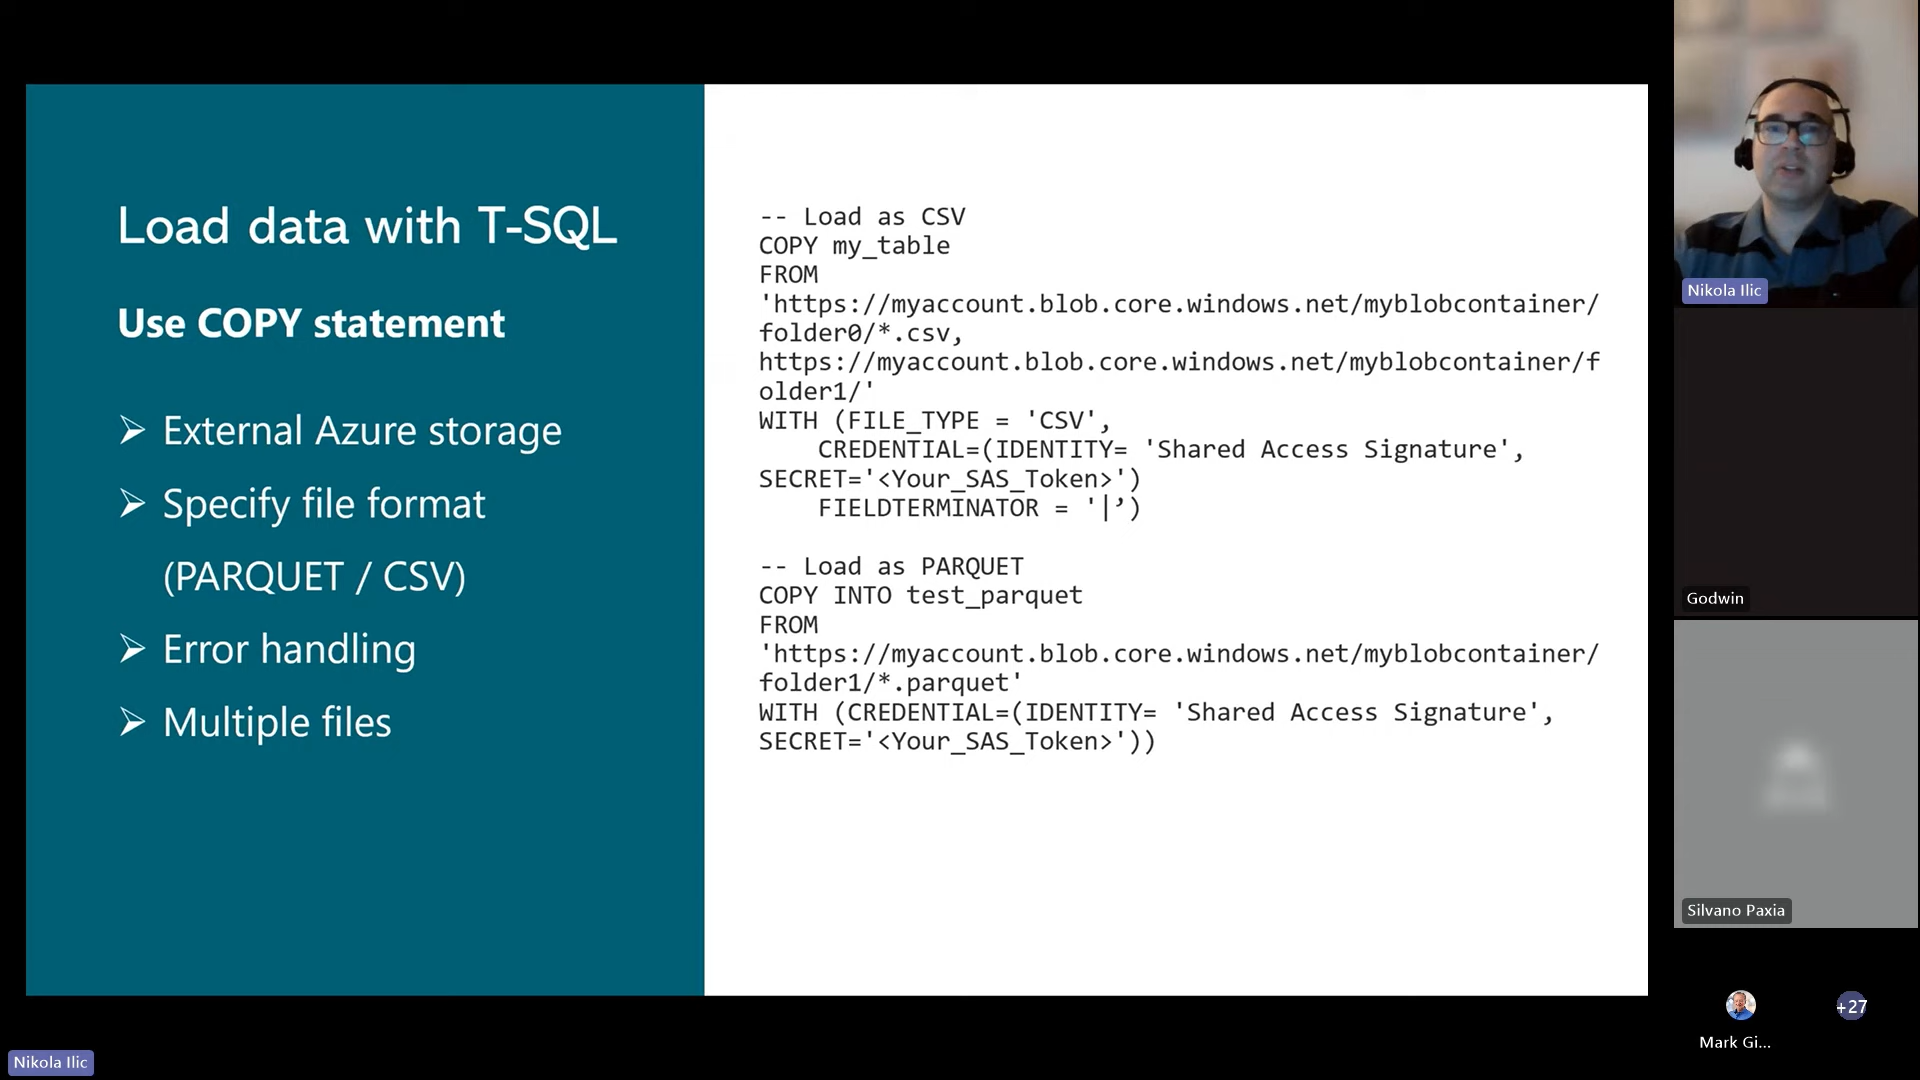 Load data with T-SQL
Use COPY statement
➢ External Azure storage
➢ Specify file format
(PARQUET / CSV)
➢ Error handling
➢ Multiple files
-- Load as CSV
COPY my_table
FROM
'https://myaccount.blob.core.windows.net/myblobcontainer/
folder0/*.csv,
https://myaccount.blob.core.windows.net/myblobcontainer/f
older1/'
WITH (FILE_TYPE = 'CSV',
    CREDENTIAL=(IDENTITY= 'Shared Access Signature',
SECRET='<Your_SAS_Token>')
    FIELDTERMINATOR = '|’)
-- Load as PARQUET
COPY INTO test_parquet
FROM
'https://myaccount.blob.core.windows.net/myblobcontainer/
folder1/*.parquet'
WITH (CREDENTIAL=(IDENTITY= 'Shared Access Signature',
SECRET='<Your_SAS_Token>'))
Nikola Ilic
Godwin
Silvano Paxia
+27
Mark Gi...
Nikola Ilic